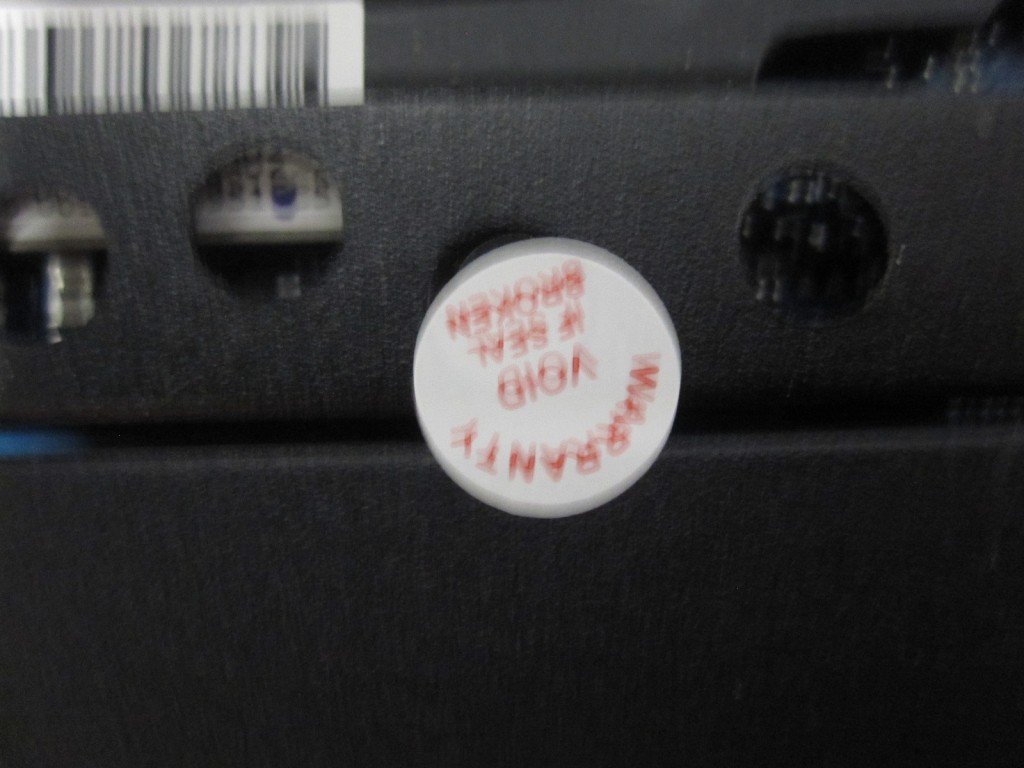 WARRANTY
VOID
IF SEAL
BROKEN